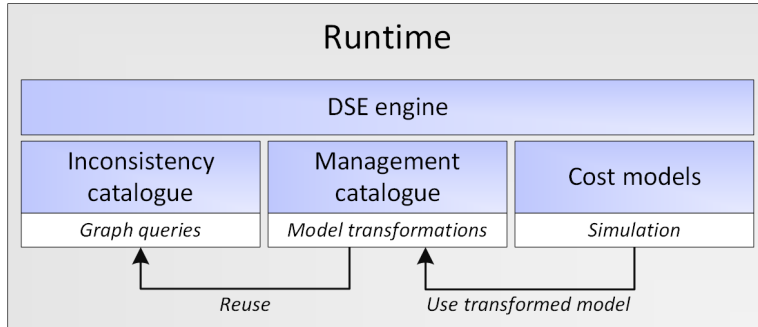 Runtime
DSE engine
Inconsistency
catalogue
Graph queries
Management
catalogue
Model transformations
Cost models
Simulation
Reuse
Use transformed model